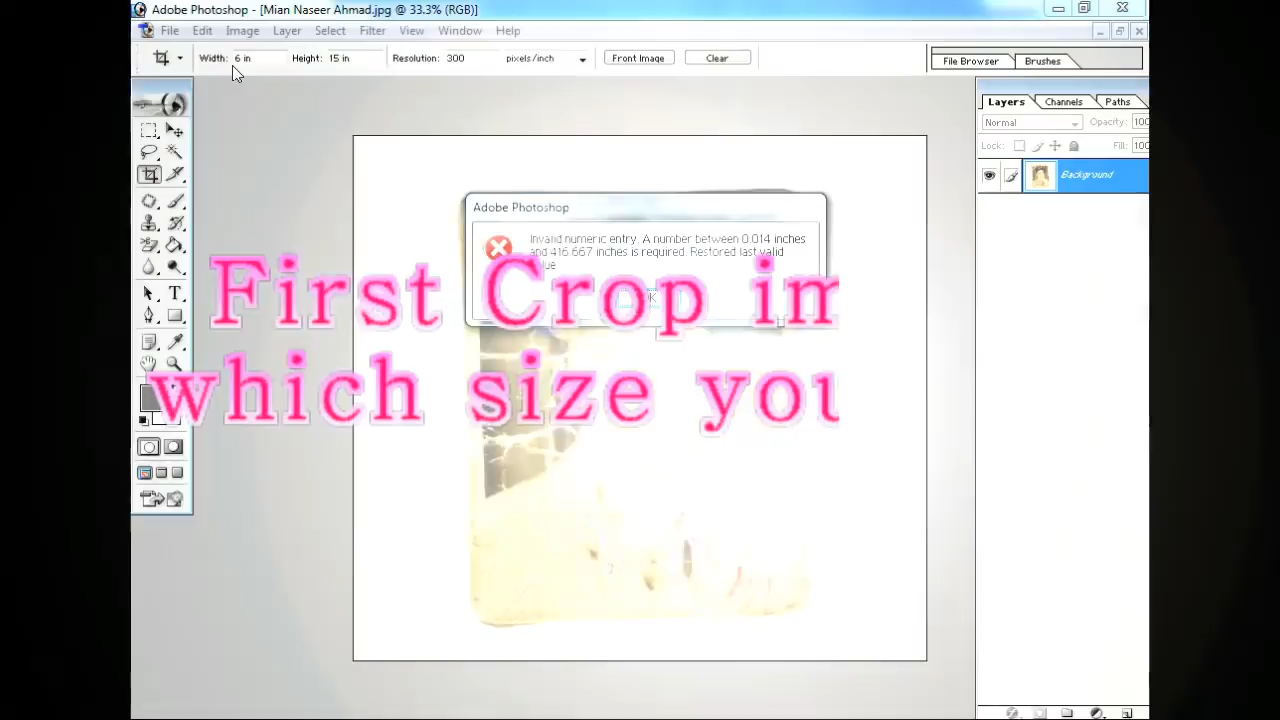 Adobe Photoshop - [Mian Naseer Ahmad.jpg @ 33.3% (RGB)]
File Edit Image Layer Select Filter View Window Help
Width: 6 in Height: 15 in Resolution: 300 pixels/inch Front Image Clear
File Browser Brushes
Layers Channels Paths
Normal Opacity: 100
Lock: Fill: 100
Background
Adobe Photoshop
Invalid numeric entry. A number between 0.014 inches
and 416.667 inches is required. Restored last valid
First Crop im
which size you